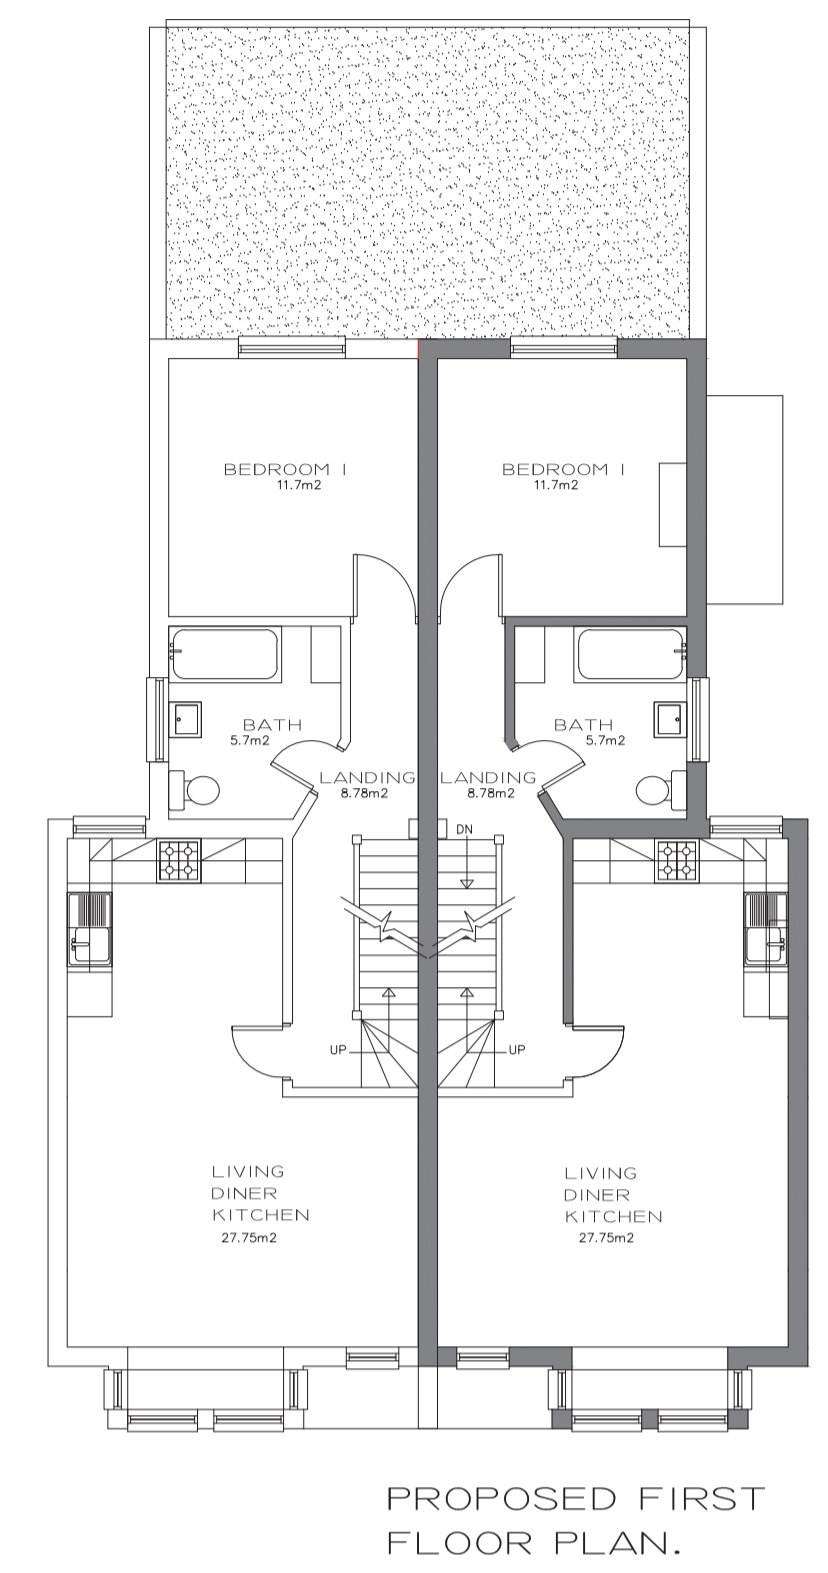 BEDROOM 1
11.7m2
BEDROOM 1
11.7m2
BATH
5.7m2
BATH
5.7m2
LANDING
8.78m2
LANDING
8.78m2
DN
UP
UP
LIVING
DINER
KITCHEN
27.75m2
LIVING
DINER
KITCHEN
27.75m2
PROPOSED FIRST
FLOOR PLAN.